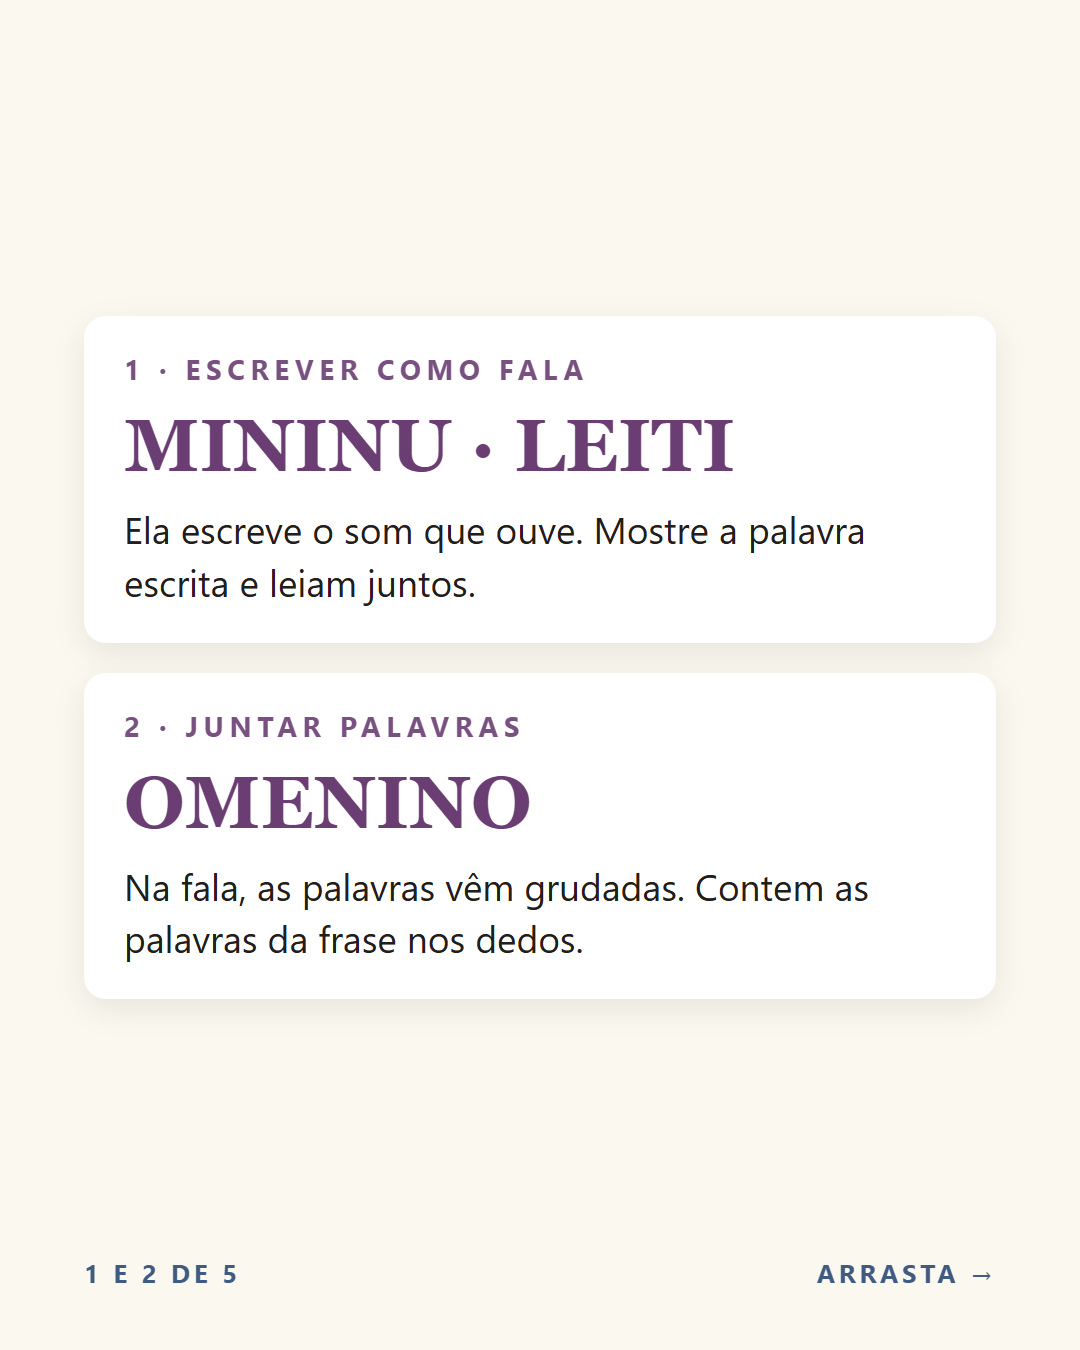 1 · ESCREVER COMO FALA
MININU · LEITI
Ela escreve o som que ouve. Mostre a palavra
escrita e leiam juntos.
2 · JUNTAR PALAVRAS
OMENINO
Na fala, as palavras vêm grudadas. Contem as
palavras da frase nos dedos.
1 E 2 DE 5
ARRASTA →